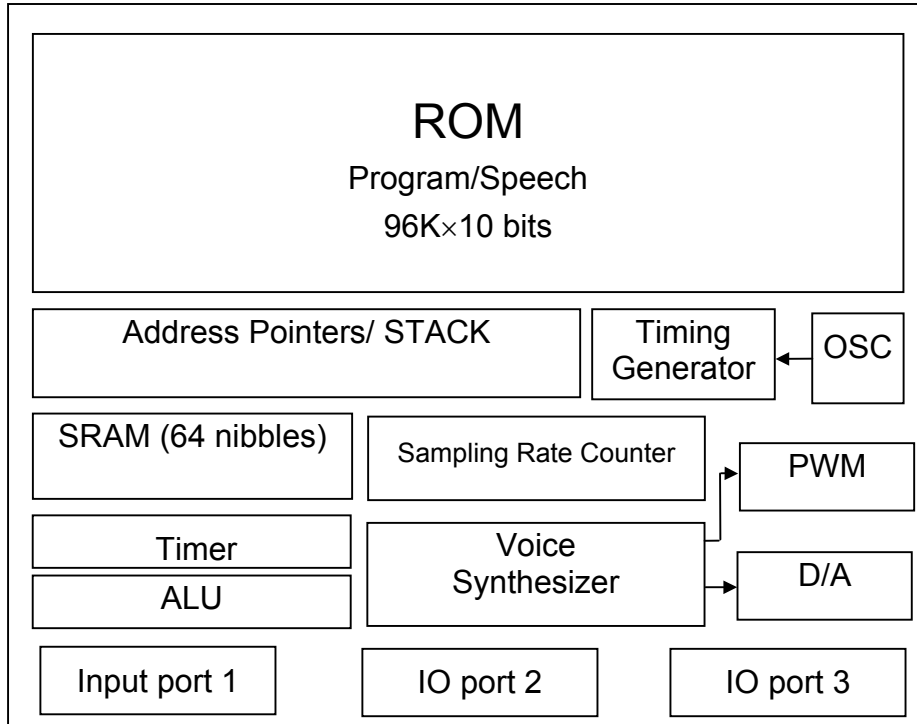 ROM
Program/Speech
96K×10 bits
Address Pointers/ STACK
Timing
Generator
OSC
SRAM (64 nibbles)
Sampling Rate Counter
PWM
Timer
Voice
Synthesizer
D/A
ALU
Input port 1
IO port 2
IO port 3